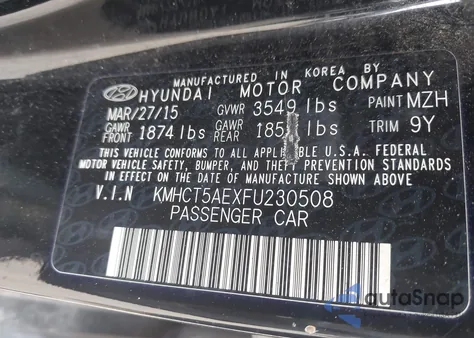 MANUFACTURED IN KOREA BY
HYUNDAI MOTOR COMPANY
MAR/27/15 GVWR 3549 lbs PAINT MZH
GAWR FRONT 1874 lbs GAWR REAR lbs TRIM 9Y
THIS VEHICLE CONFORMS TO ALL APPLICABLE U.S.A. FEDERAL
MOTOR VEHICLE SAFETY, BUMPER, AND THEFT PREVENTION STANDARDS
IN EFFECT ON THE DATE OF MANUFACTURE SHOWN ABOVE.
V.I.N KMHCT5AEXFU230508
PASSENGER CAR
autoSnap